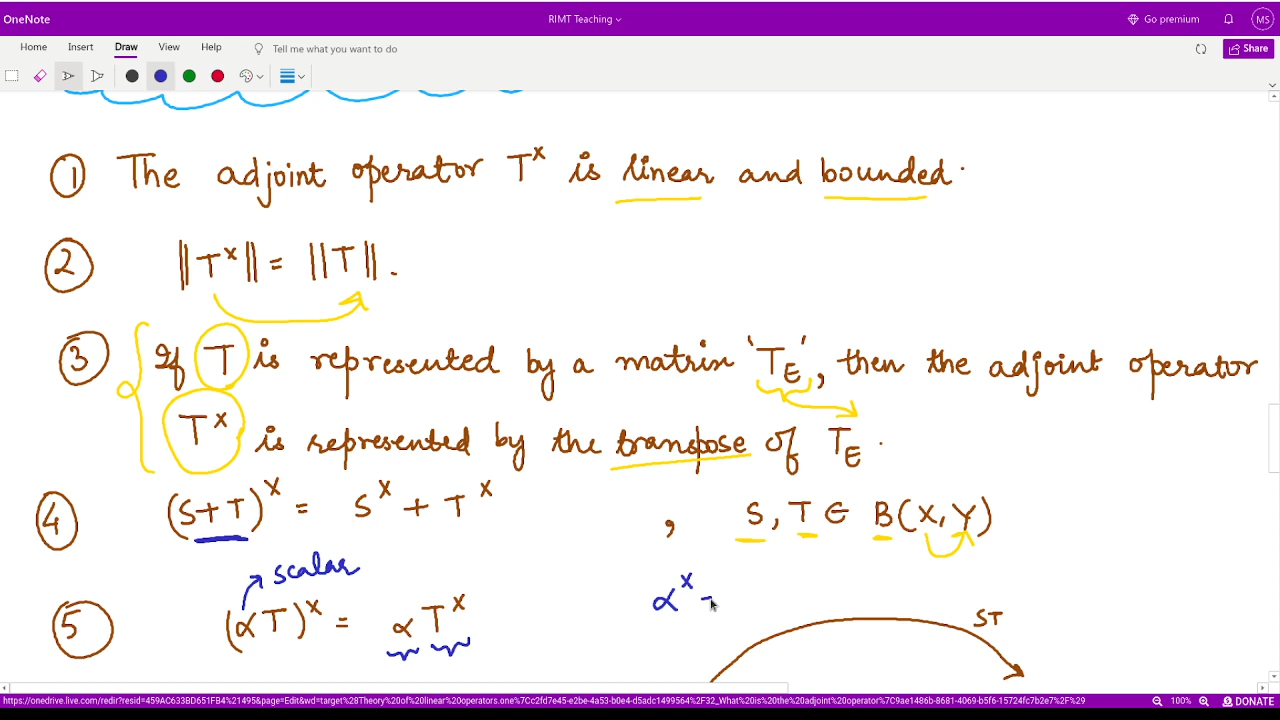 OneNote
RIMT Teaching
Go premium
MS
Home Insert Draw View Help Tell me what you want to do
Share
① The adjoint operator T^x is linear and bounded.
② ||T^x|| = ||T||.
③ If T is represented by a matrix 'T_E', then the adjoint operator
T^x is represented by the transpose of T_E.
④ (S+T)^x = S^x + T^x , S, T ∈ B(X, Y)
scalar
⑤ (αT)^x = α T^x
α^x -
ST
100%
DONATE